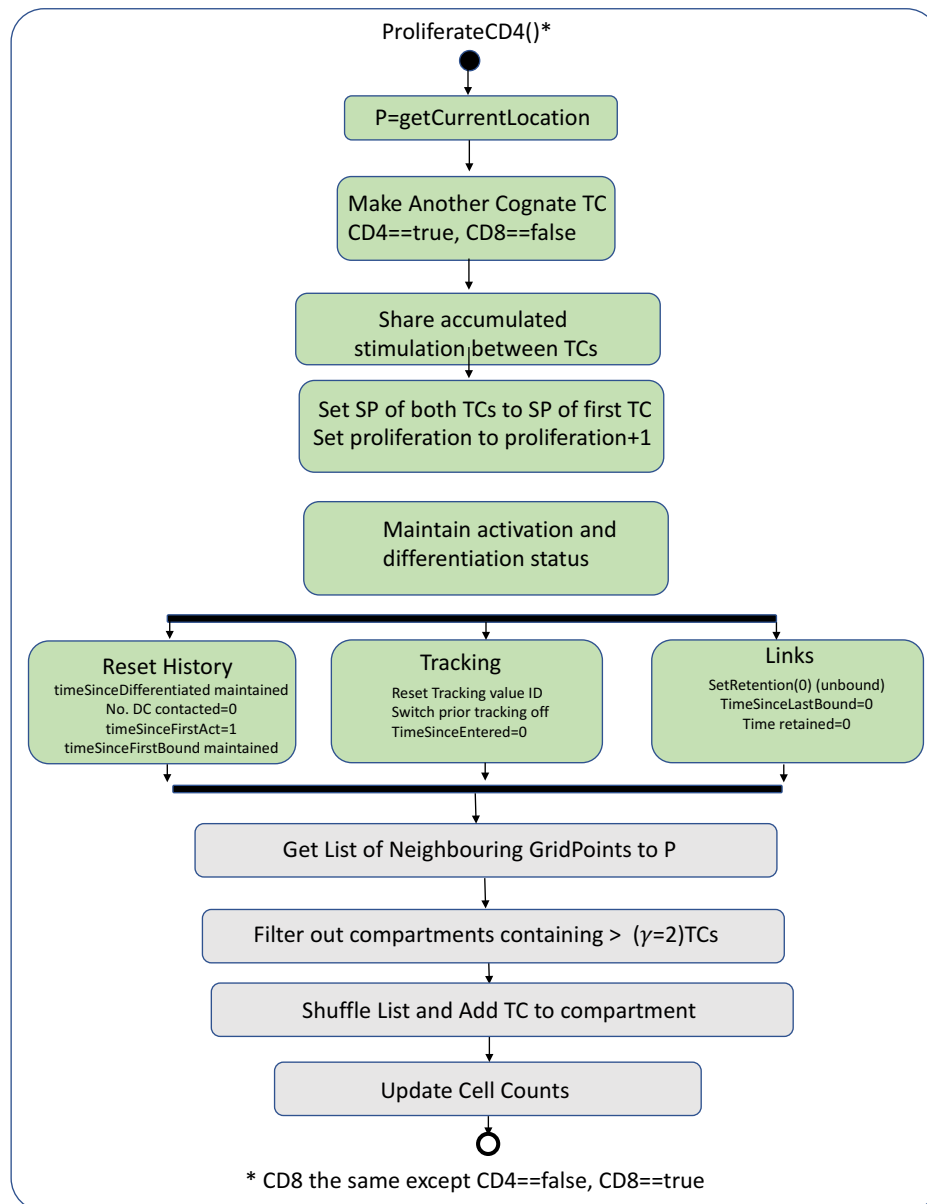 ProliferateCD4()*
P=getCurrentLocation
Make Another Cognate TC
CD4==true, CD8==false
Share accumulated
stimulation between TCs
Set SP of both TCs to SP of first TC
Set proliferation to proliferation+1
Maintain activation and
differentiation status
Reset History
timeSinceDifferentiated maintained
No. DC contacted=0
timeSinceFirstAct=1
timeSinceFirstBound maintained
Tracking
Reset Tracking value ID
Switch prior tracking off
TimeSinceEntered=0
Links
SetRetention(0) (unbound)
TimeSinceLastBound=0
Time retained=0
Get List of Neighbouring GridPoints to P
Filter out compartments containing > (γ=2)TCs
Shuffle List and Add TC to compartment
Update Cell Counts
* CD8 the same except CD4==false, CD8==true